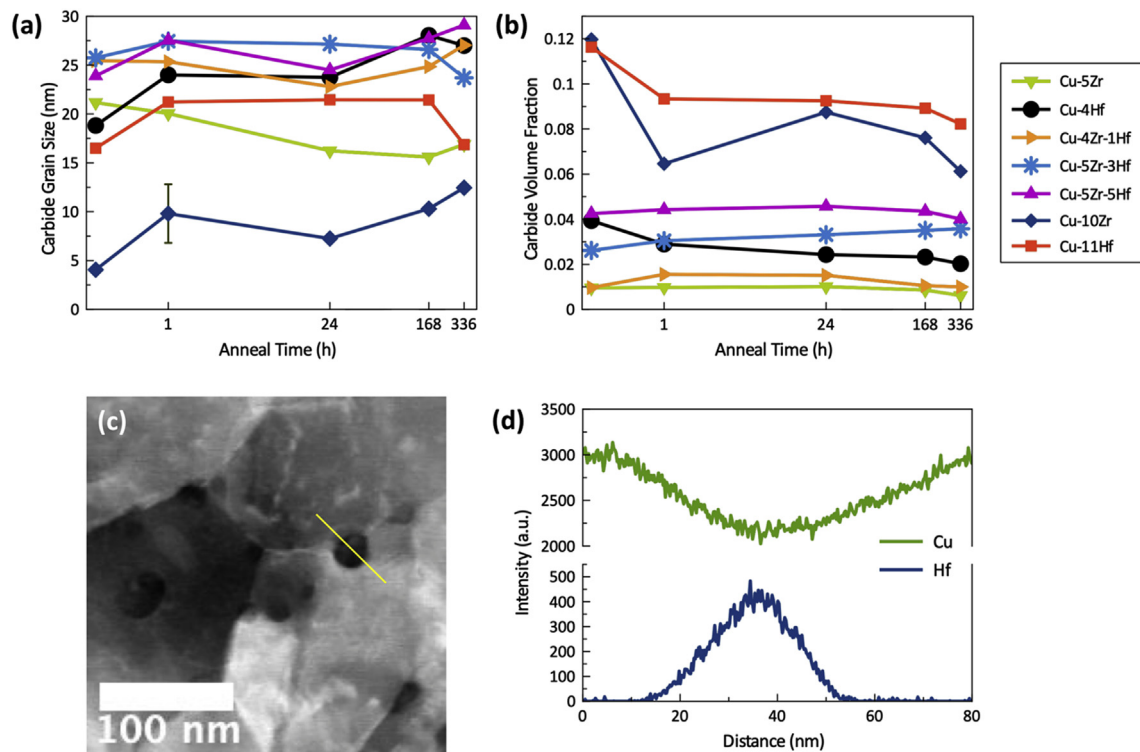 (a)
30
25
20
15
10
5
0
Carbide Grain Size (nm)
1 24 168 336
Anneal Time (h)
(b)
0.12
0.1
0.08
0.06
0.04
0.02
0
Carbide Volume Fraction
1 24 168 336
Anneal Time (h)
Cu-5Zr
Cu-4Hf
Cu-4Zr-1Hf
Cu-5Zr-3Hf
Cu-5Zr-5Hf
Cu-10Zr
Cu-11Hf
(c)
100 nm
(d)
3500
3000
2500
2000
500
400
300
200
100
0
Intensity (a.u.)
Cu
Hf
0 20 40 60 80
Distance (nm)